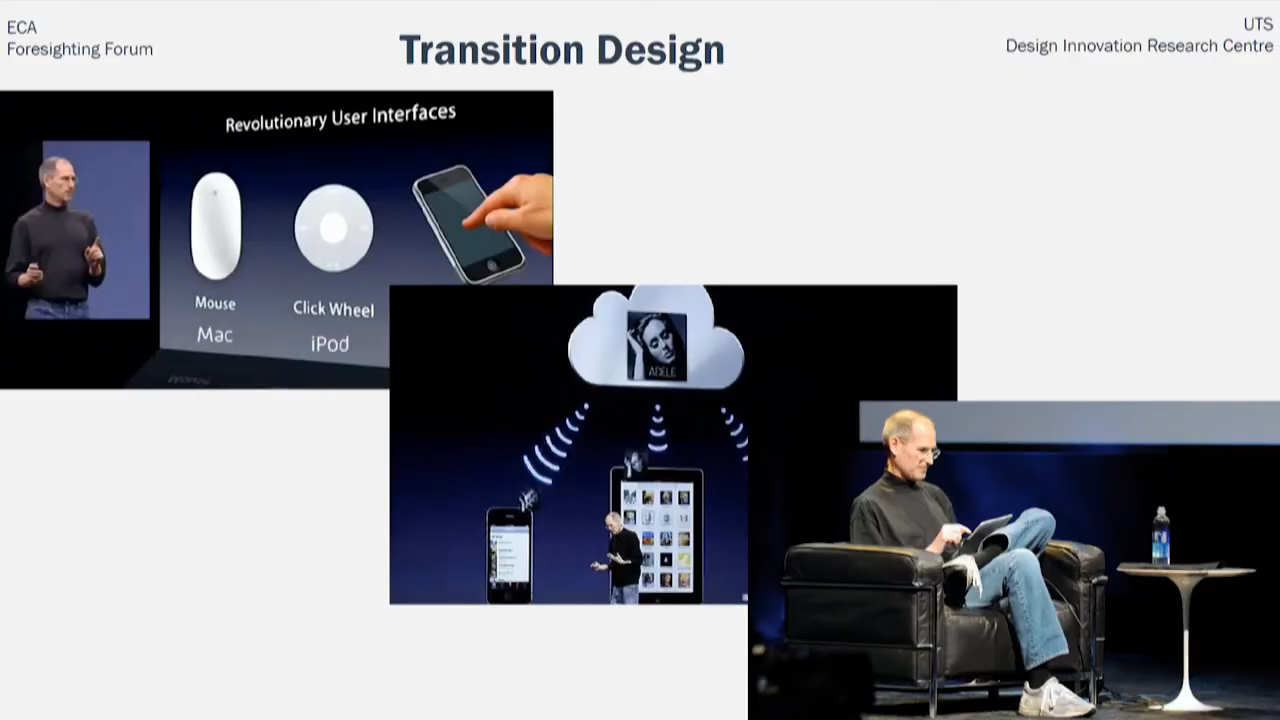 ECA
Foresighting Forum
Transition Design
UTS
Design Innovation Research Centre
Revolutionary User Interfaces
Mouse
Click Wheel
Mac
iPod
ADELE